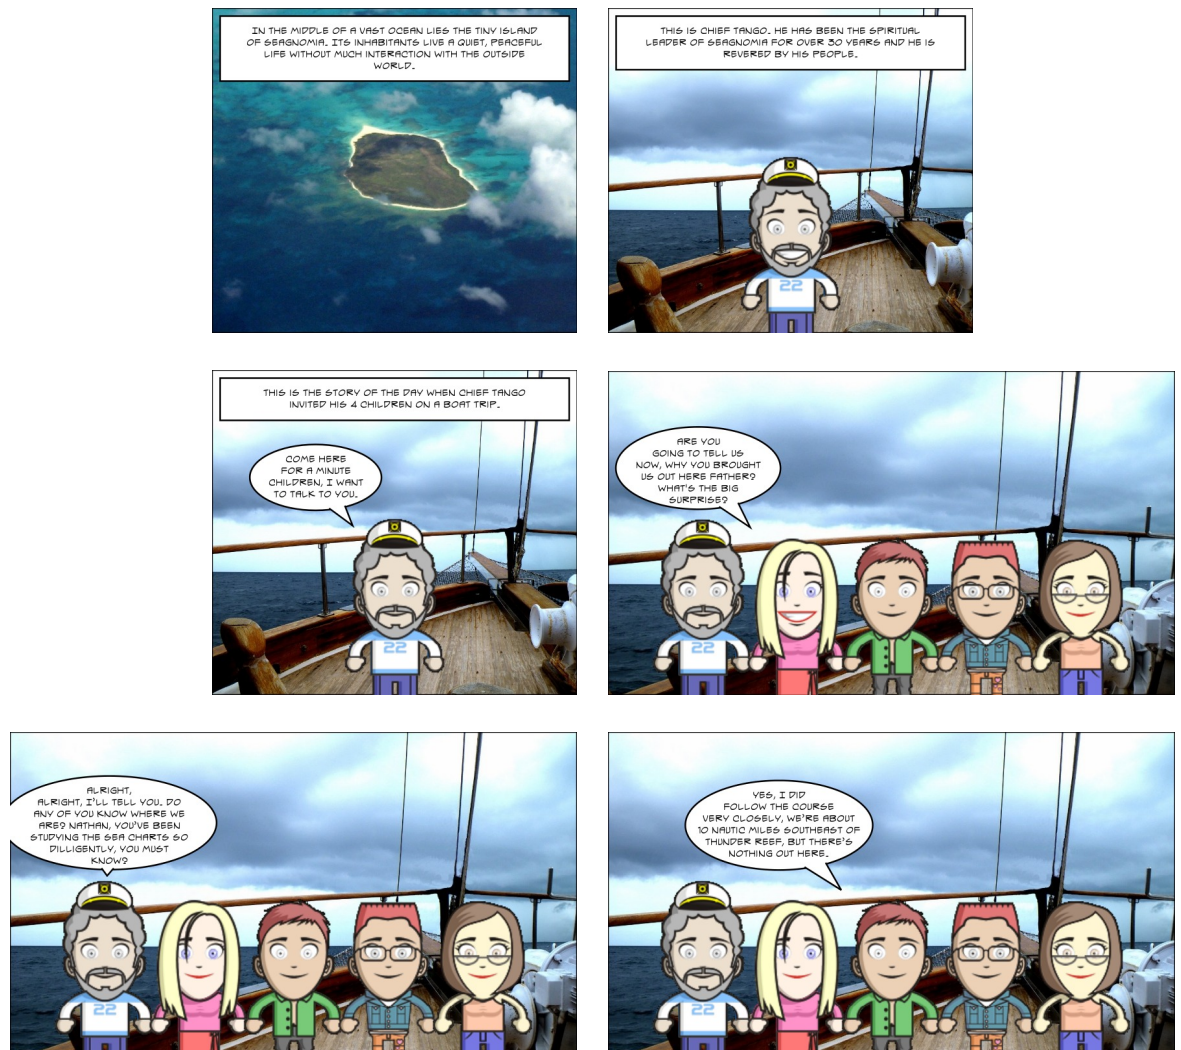 IN THE MIDDLE OF A VAST OCEAN LIES THE TINY ISLAND
OF SEAGNOMIA. ITS INHABITANTS LIVE A QUIET, PEACEFUL
LIFE WITHOUT MUCH INTERACTION WITH THE OUTSIDE
WORLD.
THIS IS CHIEF TANGO. HE HAS BEEN THE SPIRITUAL
LEADER OF SEAGNOMIA FOR OVER 30 YEARS AND HE IS
REVERED BY HIS PEOPLE.
22
THIS IS THE STORY OF THE DAY WHEN CHIEF TANGO
INVITED HIS 4 CHILDREN ON A BOAT TRIP.
COME HERE
FOR A MINUTE
CHILDREN, I WANT
TO TALK TO YOU.
22
ARE YOU
GOING TO TELL US
NOW, WHY YOU BROUGHT
US OUT HERE FATHER?
WHAT'S THE BIG
SURPRISE?
22
ALRIGHT,
ALRIGHT, I'LL TELL YOU. DO
ANY OF YOU KNOW WHERE WE
ARE? NATHAN, YOU'VE BEEN
STUDYING THE SEA CHARTS SO
DILLIGENTLY, YOU MUST
KNOW?
22
YES, I DID
FOLLOW THE COURSE
VERY CLOSELY, WE'RE ABOUT
10 NAUTIC MILES SOUTHEAST OF
THUNDER REEF, BUT THERE'S
NOTHING OUT HERE.
22